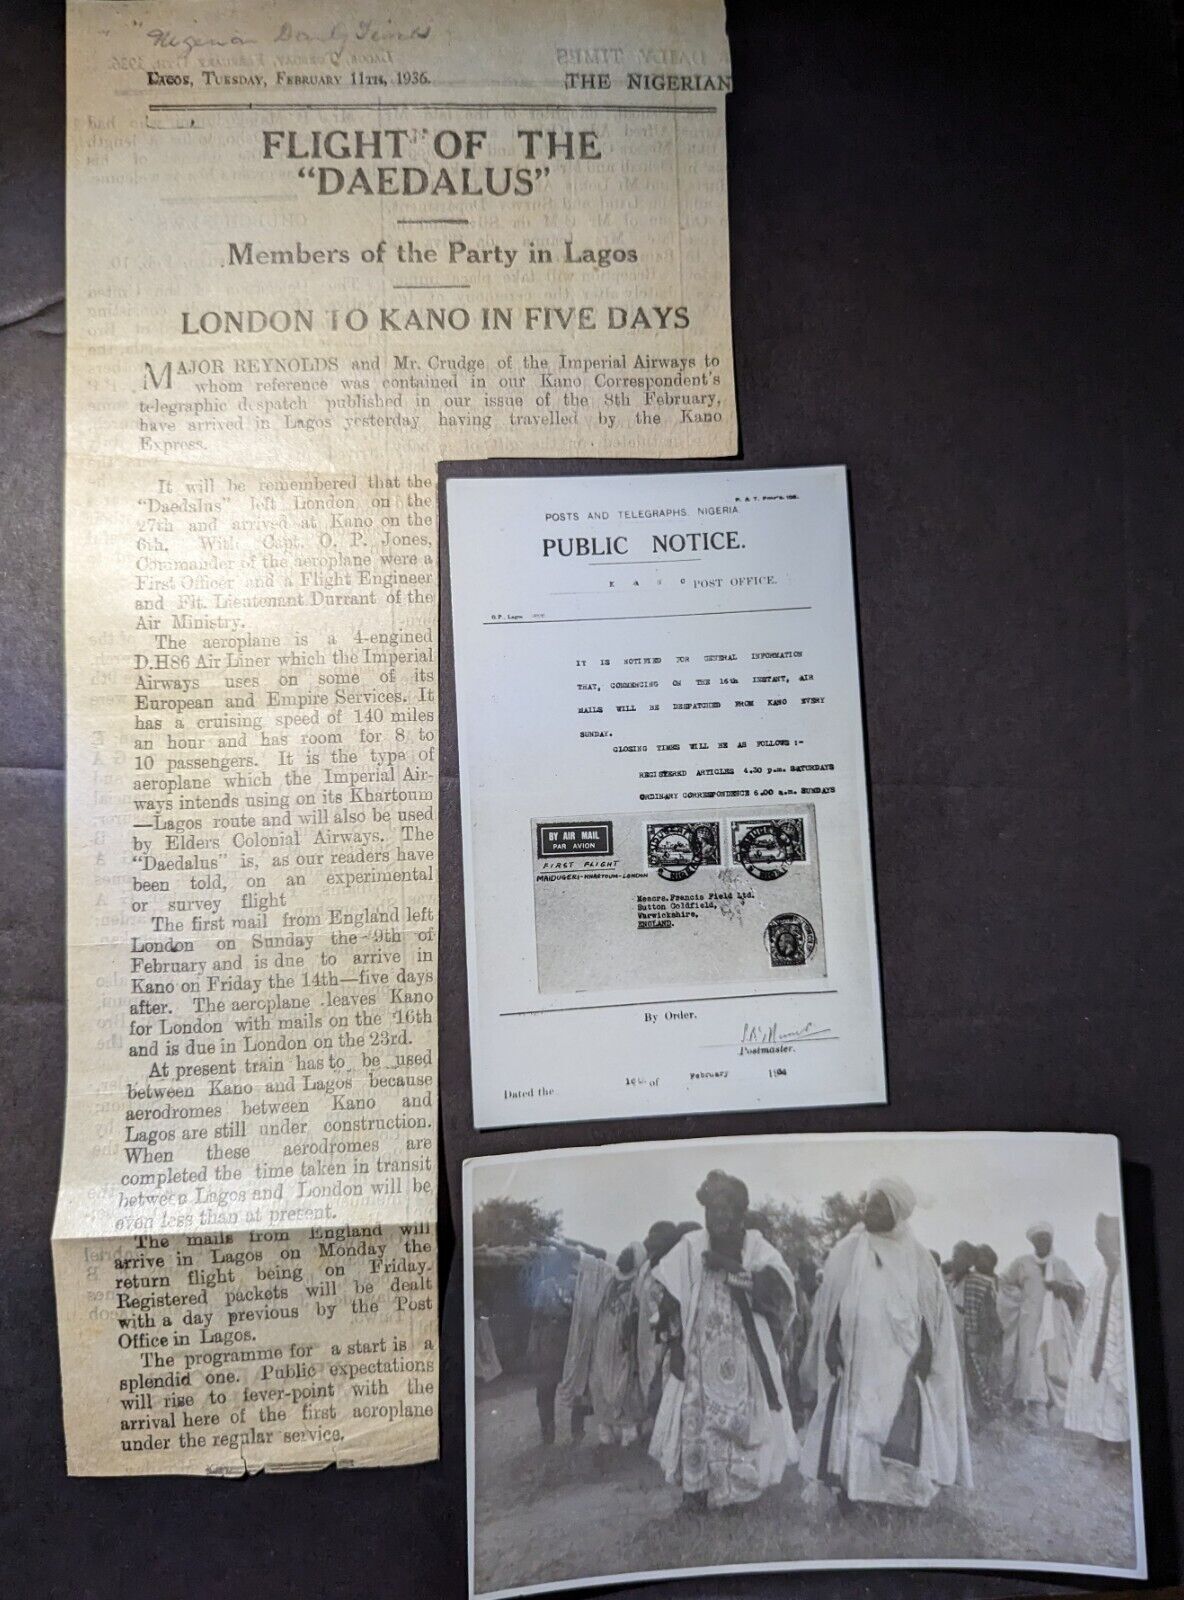 "Nigerian Daily Times
Lagos, Tuesday, February 11th, 1936.
THE NIGERIAN
FLIGHT OF THE
"DAEDALUS"
Members of the Party in Lagos
LONDON TO KANO IN FIVE DAYS
MAJOR REYNOLDS and Mr. Crudge of the Imperial Airways to
whom reference was contained in our Kano Correspondent's
telegraphic despatch published in our issue of the 8th February,
have arrived in Lagos yesterday having travelled by the Kano
Express.
It will be remembered that the
"Daedalus" left London on the
27th and arrived at Kano on the
6th. With Capt. O. P. Jones,
Commander of the aeroplane were a
First Officer and a Flight Engineer
and Flt. Lieutenant Durrant of the
Air Ministry.
The aeroplane is a 4-engined
D.H86 Air Liner which the Imperial
Airways uses on some of its
European and Empire Services. It
has a cruising speed of 140 miles
an hour and has room for 8 to
10 passengers. It is the type of
aeroplane which the Imperial Air-
ways intends using on its Khartoum
—Lagos route and will also be used
by Elders Colonial Airways. The
"Daedalus" is, as our readers have
been told, on an experimental
or survey flight
The first mail from England left
London on Sunday the 9th of
February and is due to arrive in
Kano on Friday the 14th—five days
after. The aeroplane leaves Kano
for London with mails on the 16th
and is due in London on the 23rd.
At present train has to be used
between Kano and Lagos because
aerodromes between Kano and
Lagos are still under construction.
When these aerodromes are
completed the time taken in transit
between Lagos and London will be
even less than at present.
The mails from England will
arrive in Lagos on Monday the
return flight being on Friday.
Registered packets will be dealt
with a day previous by the Post
Office in Lagos.
The programme for a start is a
splendid one. Public expectations
will rise to fever-point with the
arrival here of the first aeroplane
under the regular service.
POSTS AND TELEGRAPHS, NIGERIA.
PUBLIC NOTICE.
K A N O POST OFFICE.
G.P., Lagos
IT IS NOTIFIED FOR GENERAL INFORMATION
THAT, COMMENCING ON THE 16th INSTANT, AIR
MAILS WILL BE DESPATCHED FROM KANO EVERY
SUNDAY.
CLOSING TIMES WILL BE AS FOLLOWS :-
REGISTERED ARTICLES 4.30 p.m. SATURDAYS
ORDINARY CORRESPONDENCE 6.00 a.m. SUNDAYS
BY AIR MAIL
PAR AVION
FIRST FLIGHT
MAIDUGERI-KHARTOUM-LONDON
Messrs. Francis Field Ltd.
Sutton Coldfield,
Warwickshire,
ENGLAND.
By Order.
Postmaster.
Dated the 10th of February